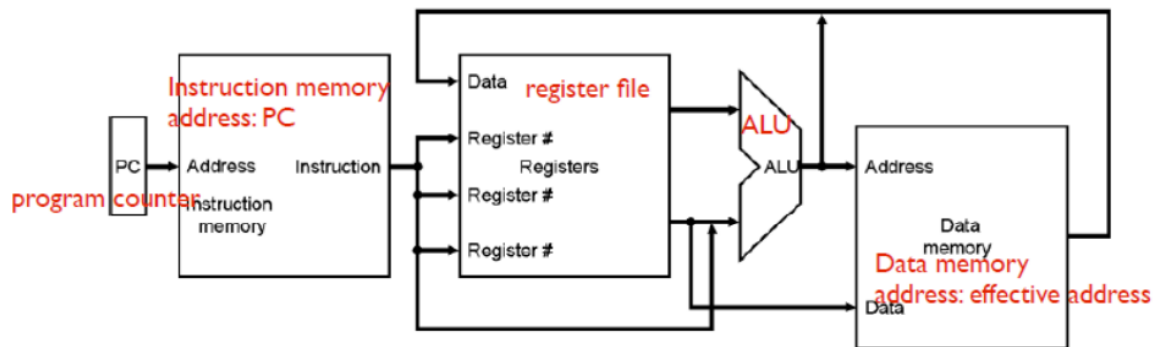 Instruction memory
address: PC
register file
Data
ALU
Register #
PC
Address
Instruction
Registers
ALU
Address
program counter
Instruction
memory
Register #
Data
memory
Register #
Data memory
address: effective address
Data